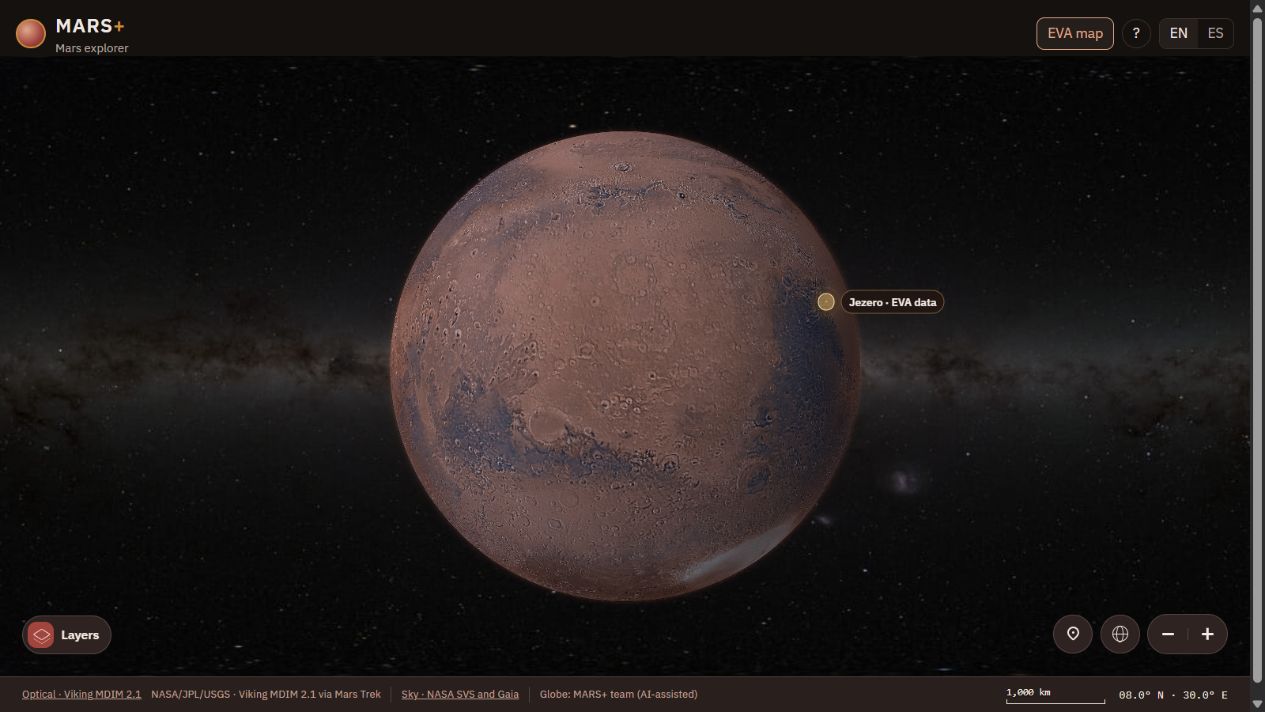 MARS+
Mars explorer
EVA map
?
EN
ES
Jezero · EVA data
Layers
Optical · Viking MDIM 2.1 NASA/JPL/USGS · Viking MDIM 2.1 via Mars Trek Sky · NASA SVS and Gaia Globe: MARS+ team (AI-assisted)
1,000 km
08.0° N · 30.0° E